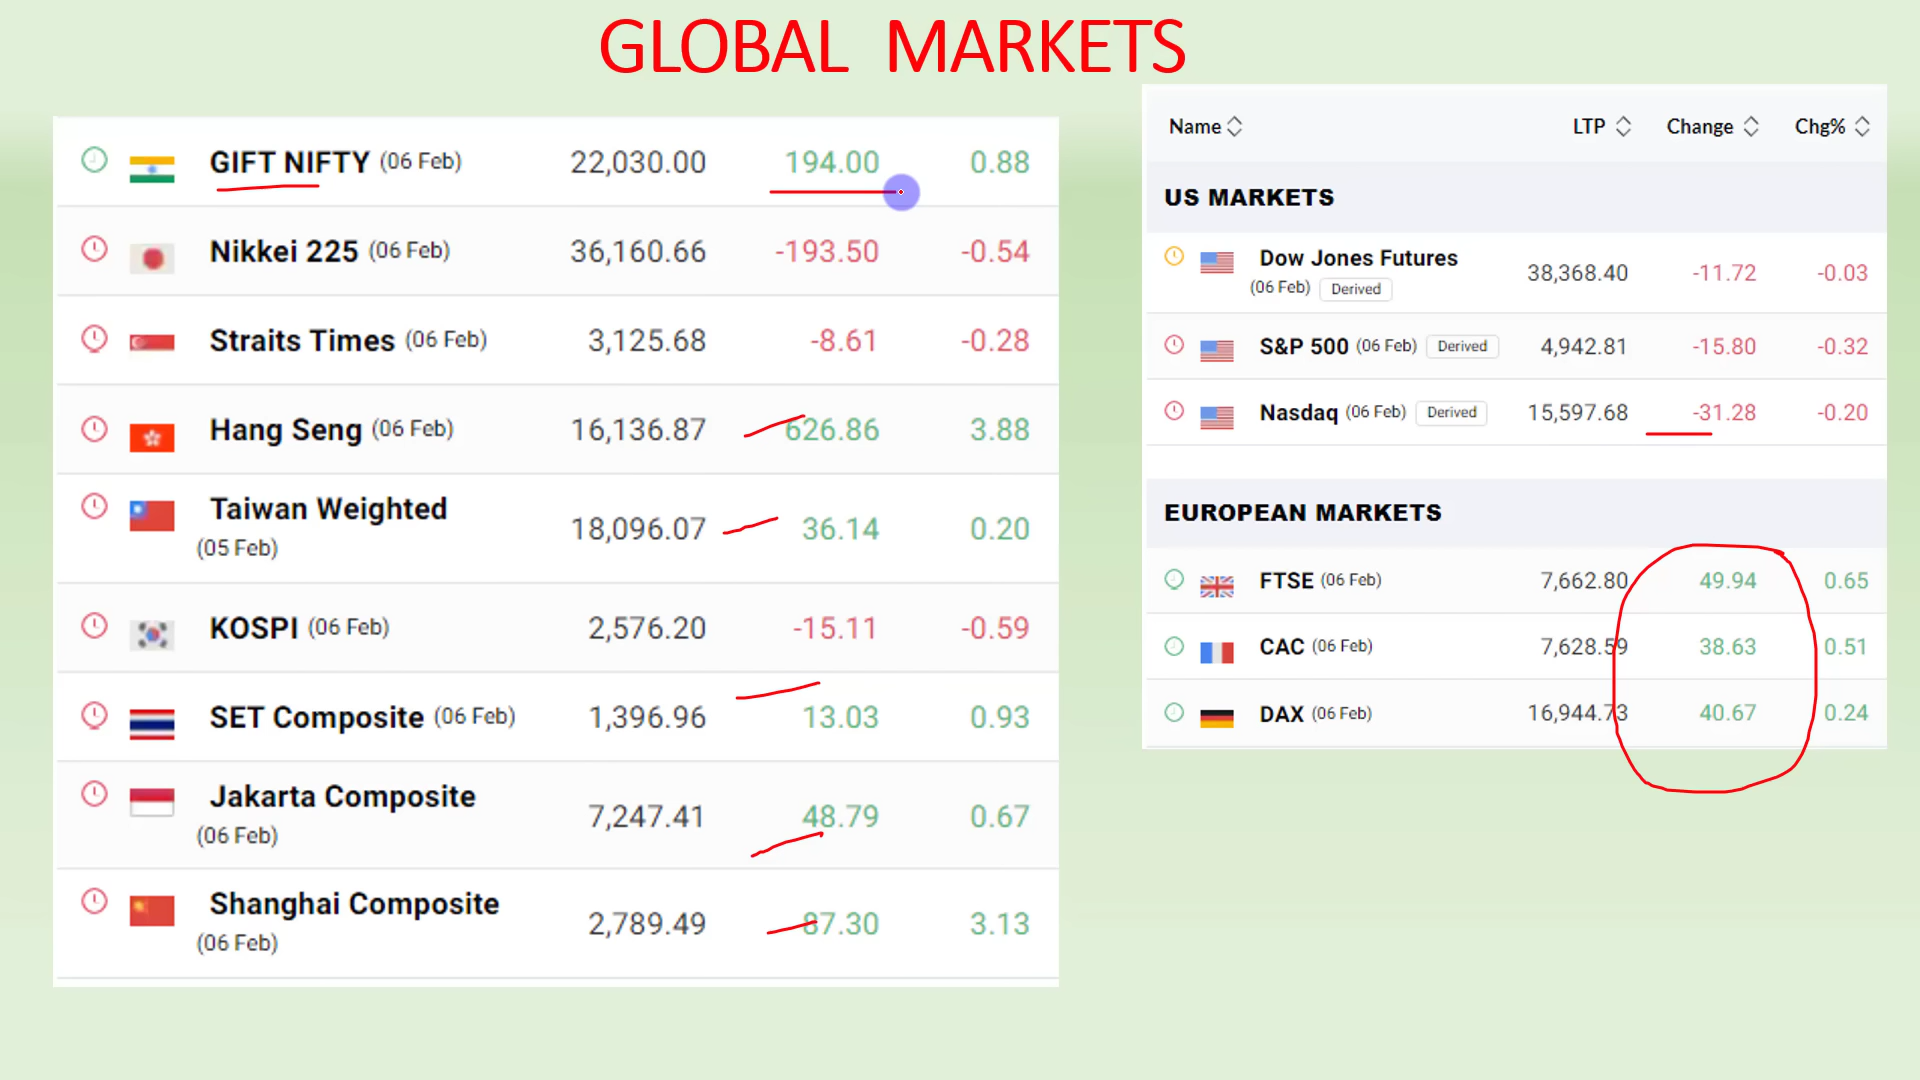 GLOBAL MARKETS
GIFT NIFTY (06 Feb) 22,030.00 194.00 0.88
Nikkei 225 (06 Feb) 36,160.66 -193.50 -0.54
Straits Times (06 Feb) 3,125.68 -8.61 -0.28
Hang Seng (06 Feb) 16,136.87 626.86 3.88
Taiwan Weighted
(05 Feb) 18,096.07 36.14 0.20
KOSPI (06 Feb) 2,576.20 -15.11 -0.59
SET Composite (06 Feb) 1,396.96 13.03 0.93
Jakarta Composite
(06 Feb) 7,247.41 48.79 0.67
Shanghai Composite
(06 Feb) 2,789.49 87.30 3.13
Name LTP Change Chg%
US MARKETS
Dow Jones Futures
(06 Feb) Derived 38,368.40 -11.72 -0.03
S&P 500 (06 Feb) Derived 4,942.81 -15.80 -0.32
Nasdaq (06 Feb) Derived 15,597.68 -31.28 -0.20
EUROPEAN MARKETS
FTSE (06 Feb) 7,662.80 49.94 0.65
CAC (06 Feb) 7,628.59 38.63 0.51
DAX (06 Feb) 16,944.73 40.67 0.24